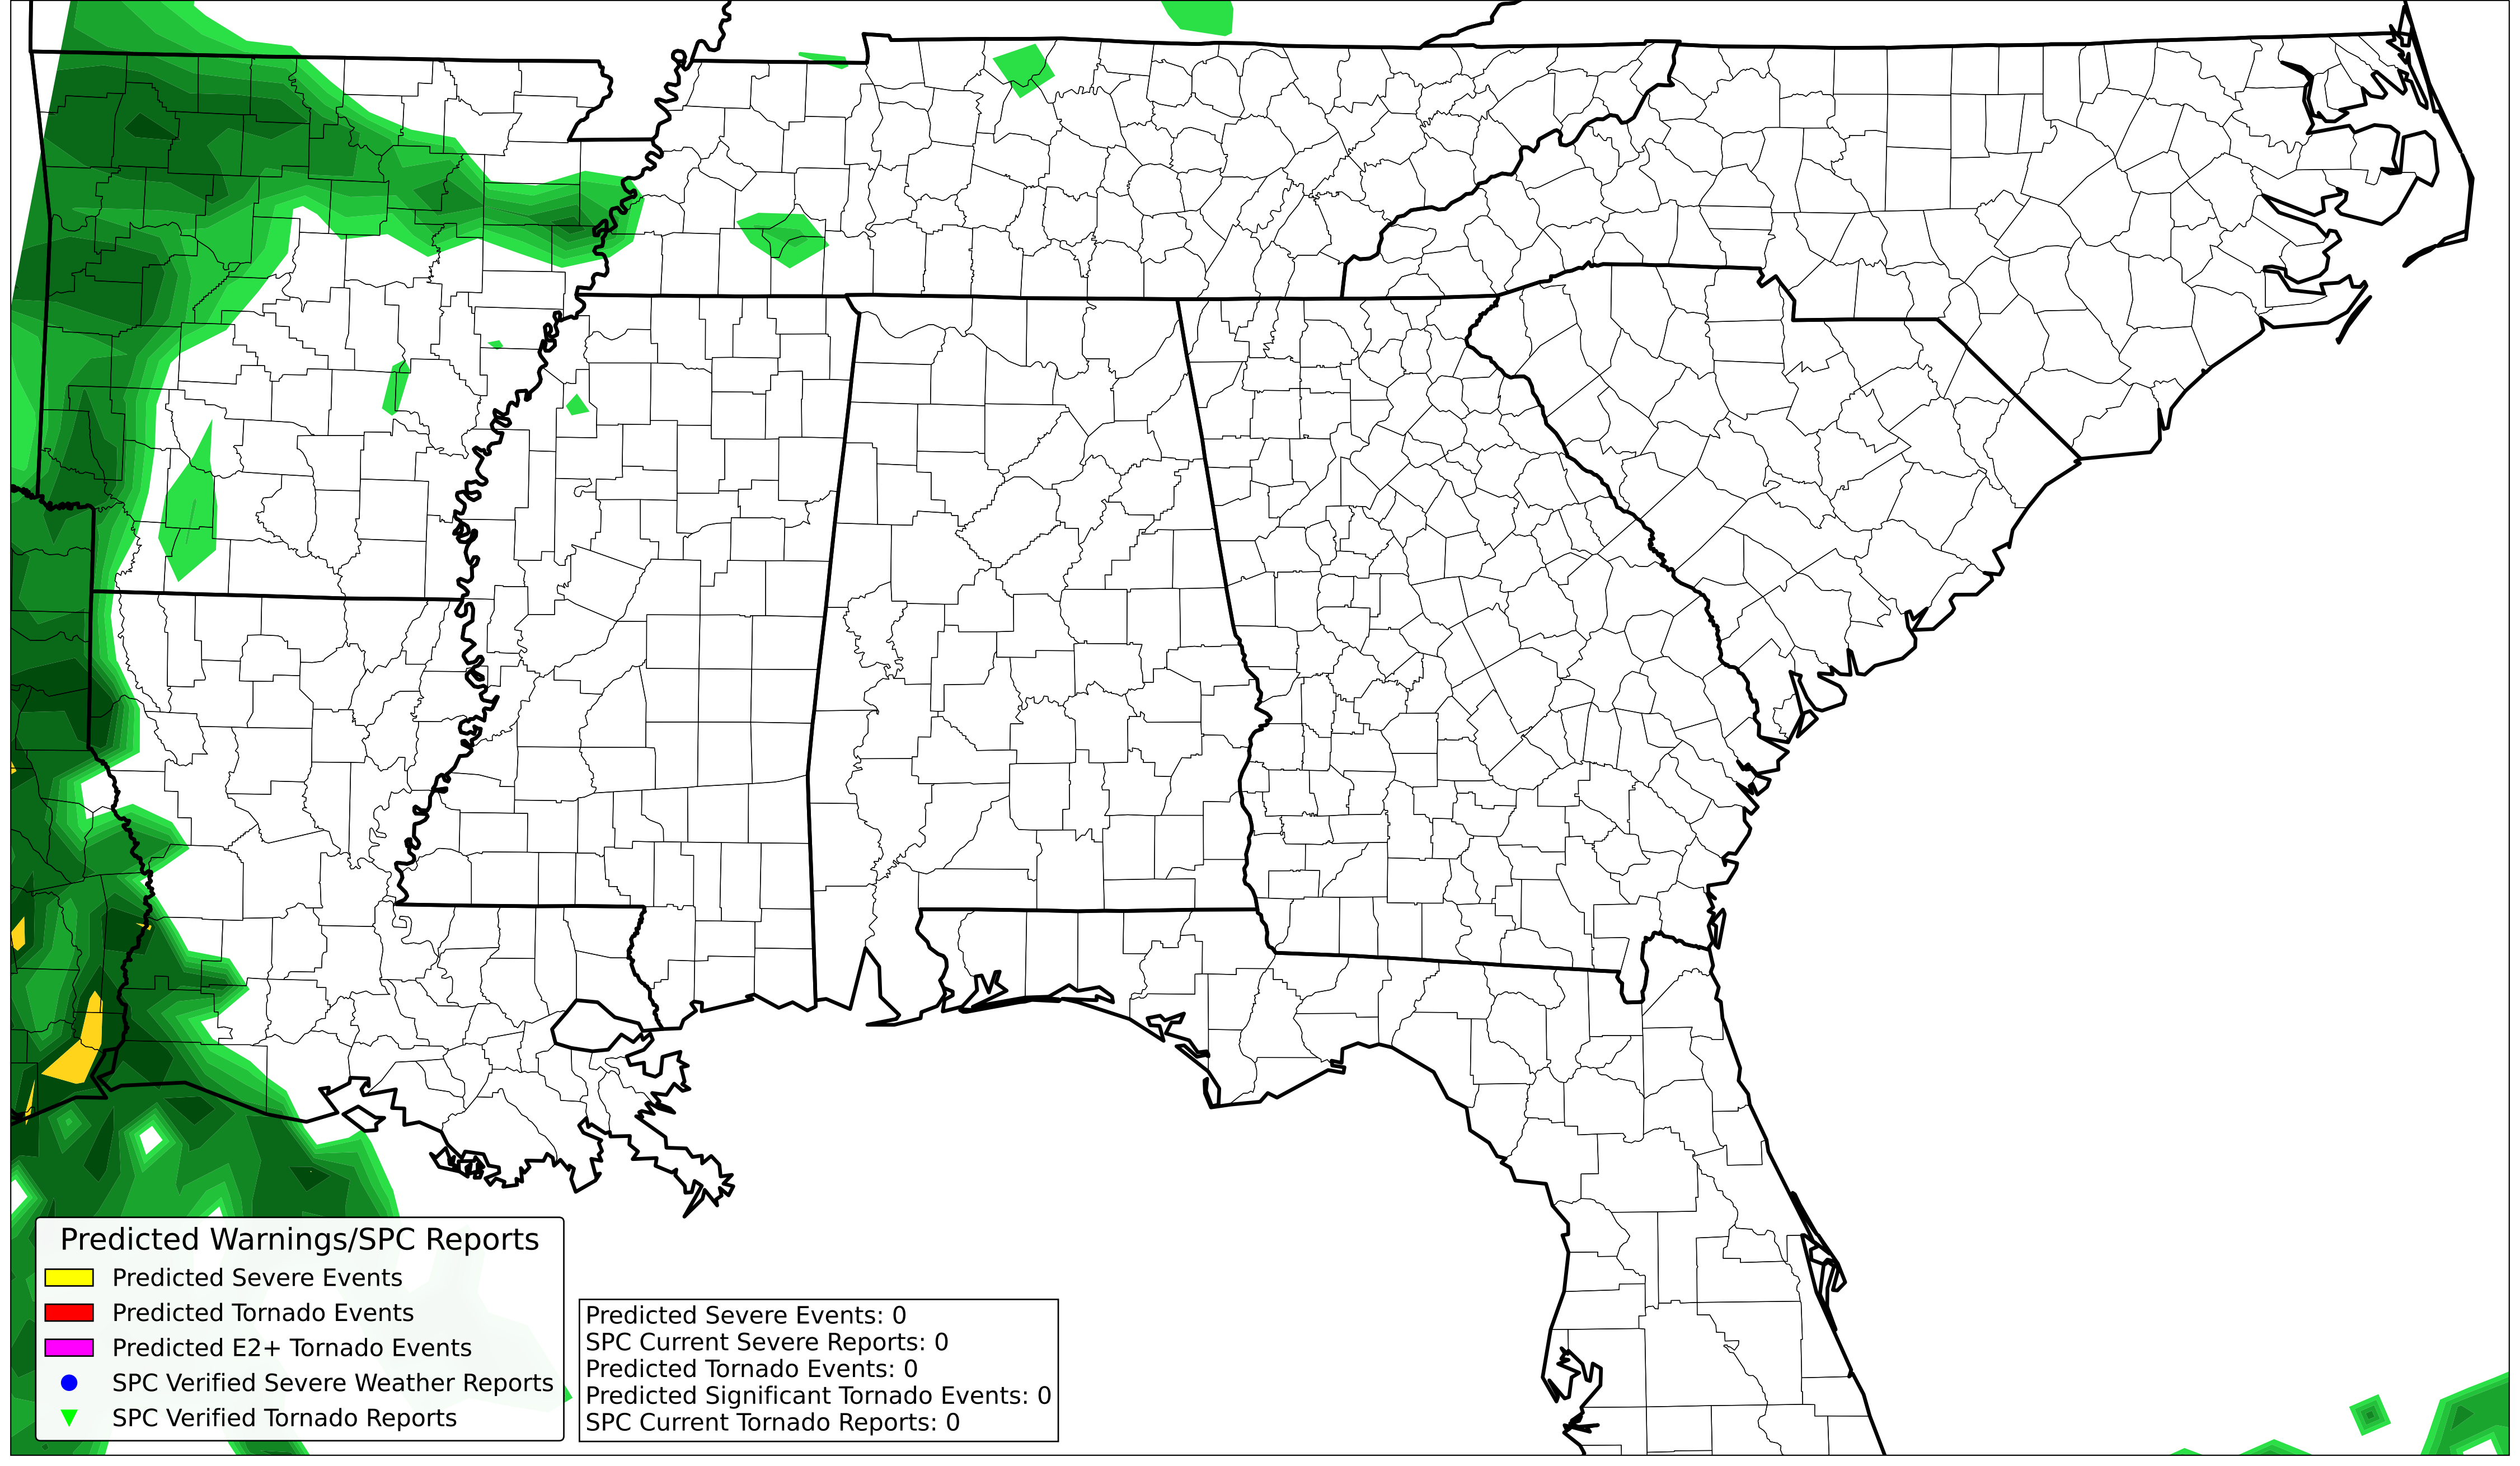 Predicted Warnings/SPC Reports
Predicted Severe Events
Predicted Tornado Events
Predicted E2+ Tornado Events
SPC Verified Severe Weather Reports
SPC Verified Tornado Reports
Predicted Severe Events: 0
SPC Current Severe Reports: 0
Predicted Tornado Events: 0
Predicted Significant Tornado Events: 0
SPC Current Tornado Reports: 0